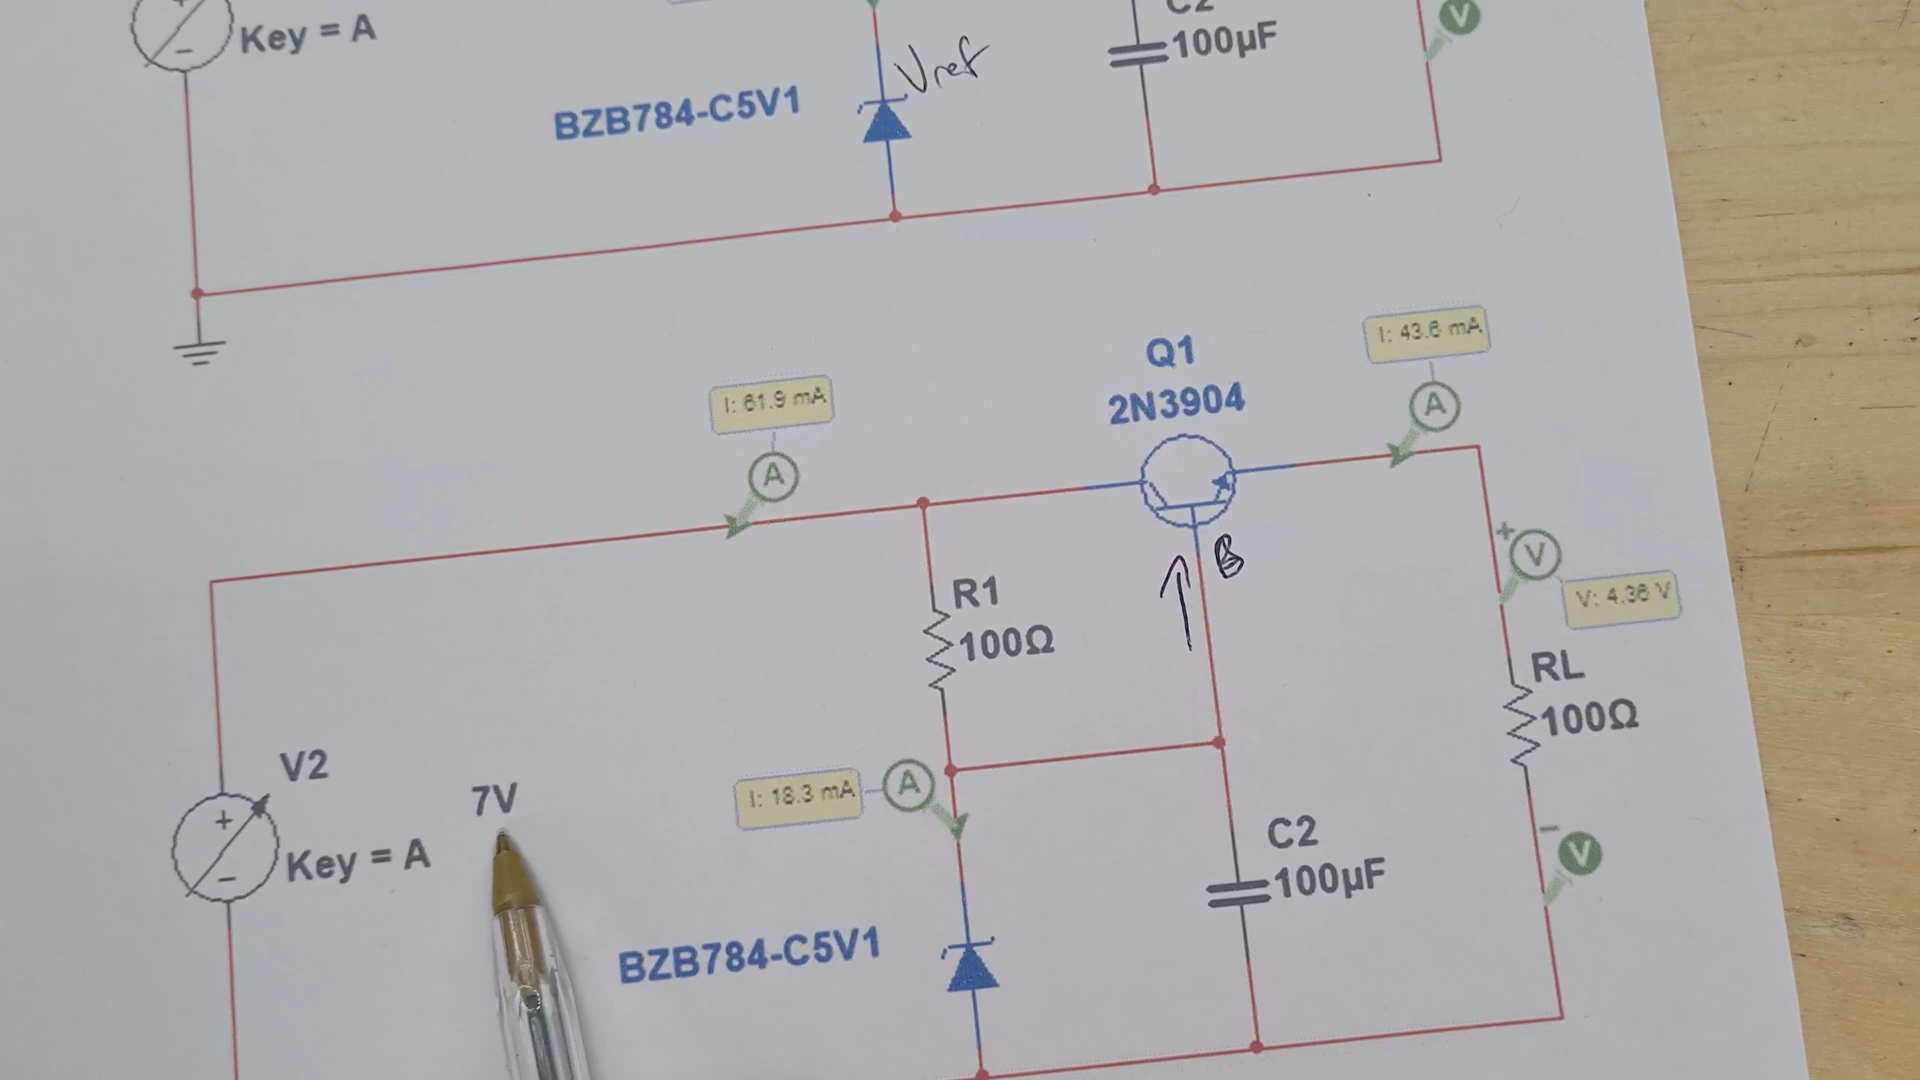 Key = A
BZB784-C5V1
Vref
C2
100µF
V
Q1
2N3904
I: 43.6 mA
A
I: 61.9 mA
A
B
R1
100Ω
+
V
V: 4.36 V
RL
100Ω
V2
7V
Key = A
I: 18.3 mA
A
C2
100µF
V
BZB784-C5V1